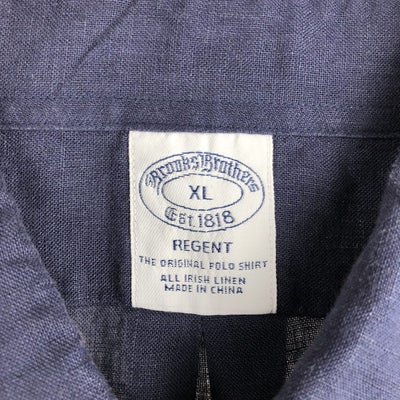 Brooks Brothers
XL
Est. 1818
REGENT
THE ORIGINAL POLO SHIRT
ALL IRISH LINEN
MADE IN CHINA